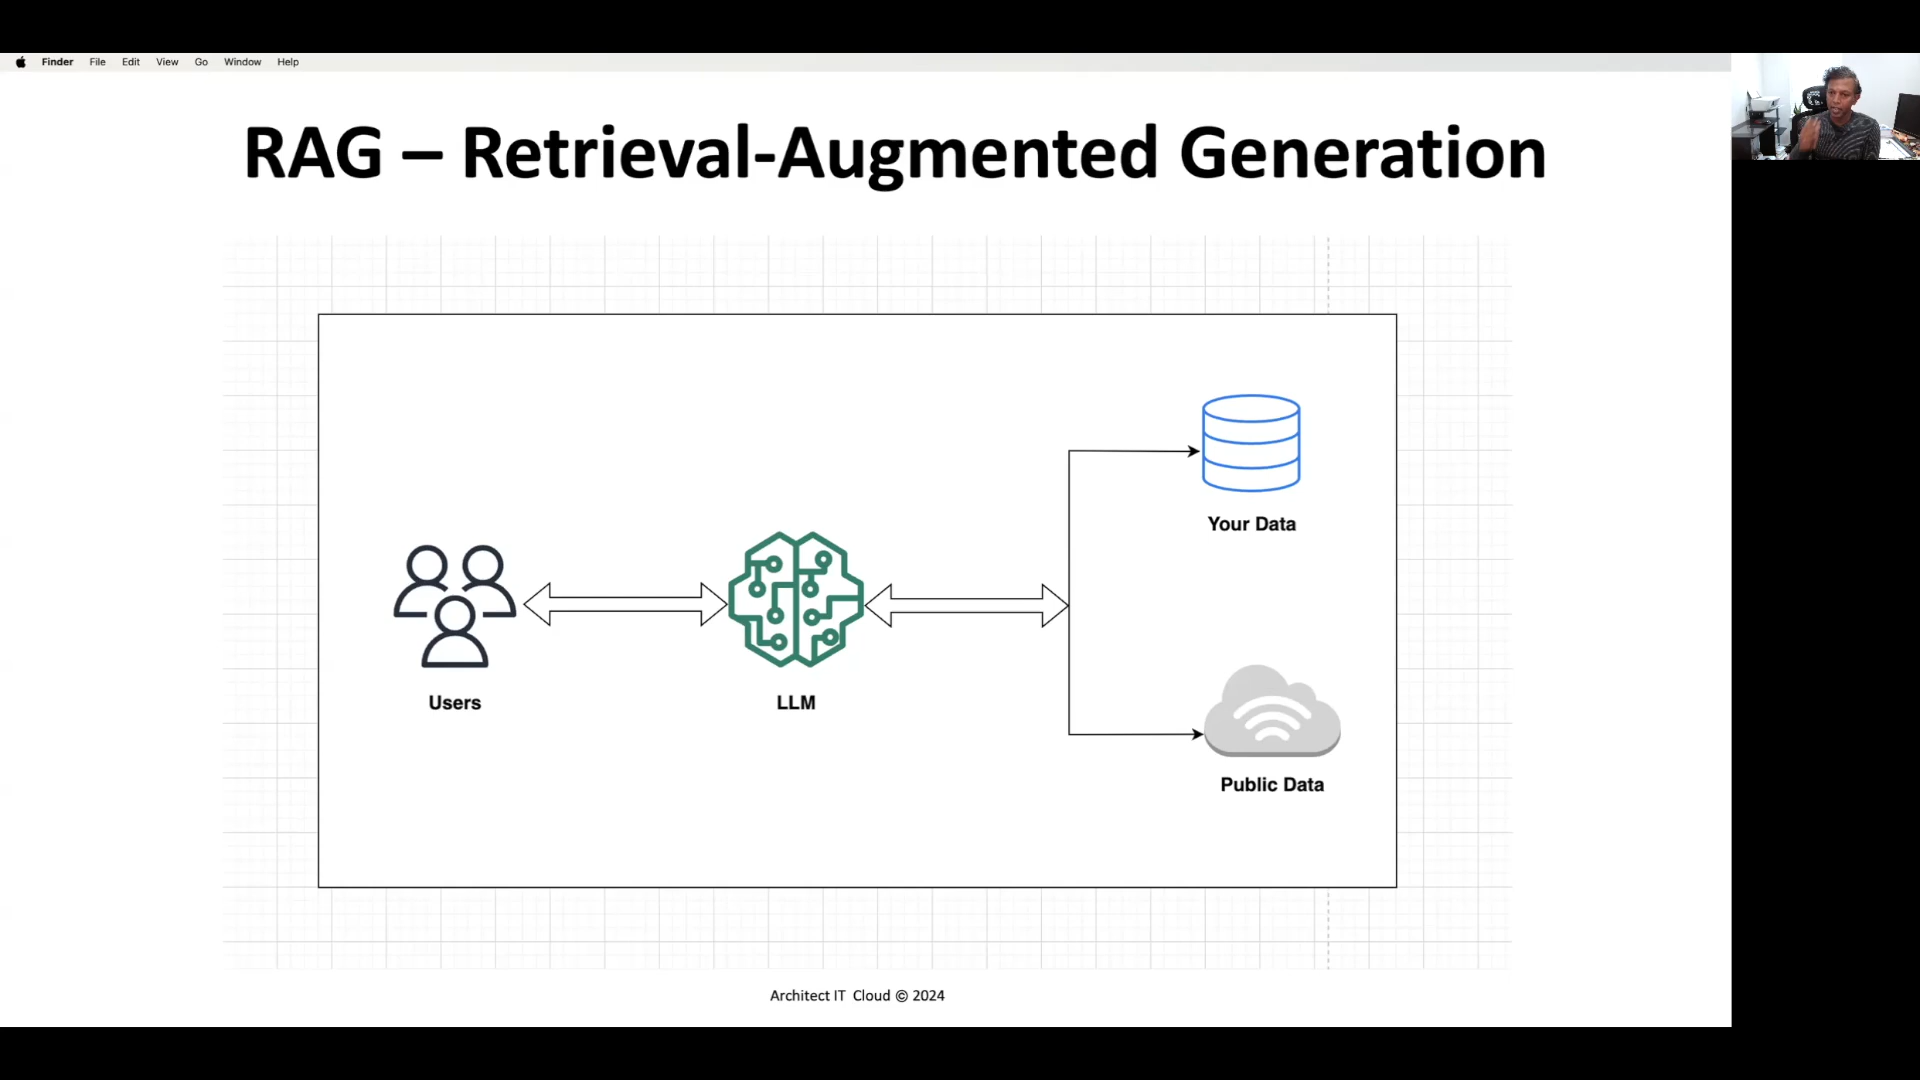 Finder File Edit View Go Window Help
RAG – Retrieval-Augmented Generation
Your Data
Users
LLM
Public Data
Architect IT Cloud © 2024